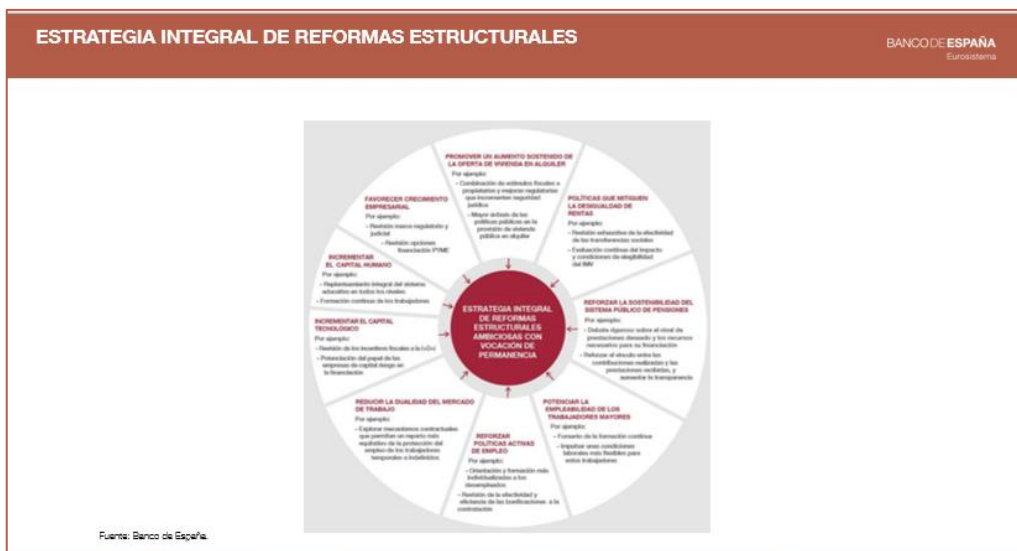 ESTRATEGIA INTEGRAL DE REFORMAS ESTRUCTURALES
BANCO DE ESPAÑA
Eurosistema
PROMOVER UN AUMENTO SOSTENIDO DE
LA OFERTA DE VIVIENDA EN ALQUILER
Por ejemplo:
- Combinación de estímulos fiscales a
propietarios y mejoras regulatorias
que incrementen seguridad
jurídica
- Mayor énfasis de las
políticas públicas en la
provisión de vivienda
pública en alquiler
POLÍTICAS QUE MITIGUEN
LA DESIGUALDAD DE
RENTAS
Por ejemplo:
- Revisión exhaustiva de la efectividad
de las transferencias sociales
- Evaluación continua del impacto
y condiciones de elegibilidad
del IMV
REFORZAR LA SOSTENIBILIDAD DEL
SISTEMA PÚBLICO DE PENSIONES
Por ejemplo:
- Debate riguroso sobre el nivel de
prestaciones deseado y los recursos
necesarios para su financiación
- Reforzar el vínculo entre las
contribuciones realizadas y las
prestaciones recibidas, y
aumentar la transparencia
POTENCIAR LA
EMPLEABILIDAD DE LOS
TRABAJADORES MAYORES
Por ejemplo:
- Fomento de la formación continua
- Impulsar unas condiciones
laborales más flexibles para
estos trabajadores
REFORZAR
POLÍTICAS ACTIVAS
DE EMPLEO
Por ejemplo:
- Orientación y formación más
individualizados a los
desempleados
- Revisión de la efectividad y
eficiencia de las bonificaciones a la
contratación
REDUCIR LA DUALIDAD DEL MERCADO
DE TRABAJO
Por ejemplo:
- Explorar mecanismos contractuales
que permitan un reparto más
equitativo de la protección del
empleo de los trabajadores
temporales e indefinidos
INCREMENTAR EL CAPITAL
TECNOLÓGICO
Por ejemplo:
- Revisión de los incentivos fiscales a la I+D+i
- Potenciación del papel de las
empresas de capital riesgo en
la financiación
INCREMENTAR
EL CAPITAL HUMANO
Por ejemplo:
- Replanteamiento integral del sistema
educativo en todos los niveles
- Formación continua de los trabajadores
FAVORECER CRECIMIENTO
EMPRESARIAL
Por ejemplo:
- Revisión marco regulatorio y
judicial
- Revisión opciones
financiación PYME
ESTRATEGIA INTEGRAL
DE REFORMAS
ESTRUCTURALES
AMBICIOSAS CON
VOCACIÓN DE
PERMANENCIA
Fuente: Banco de España.